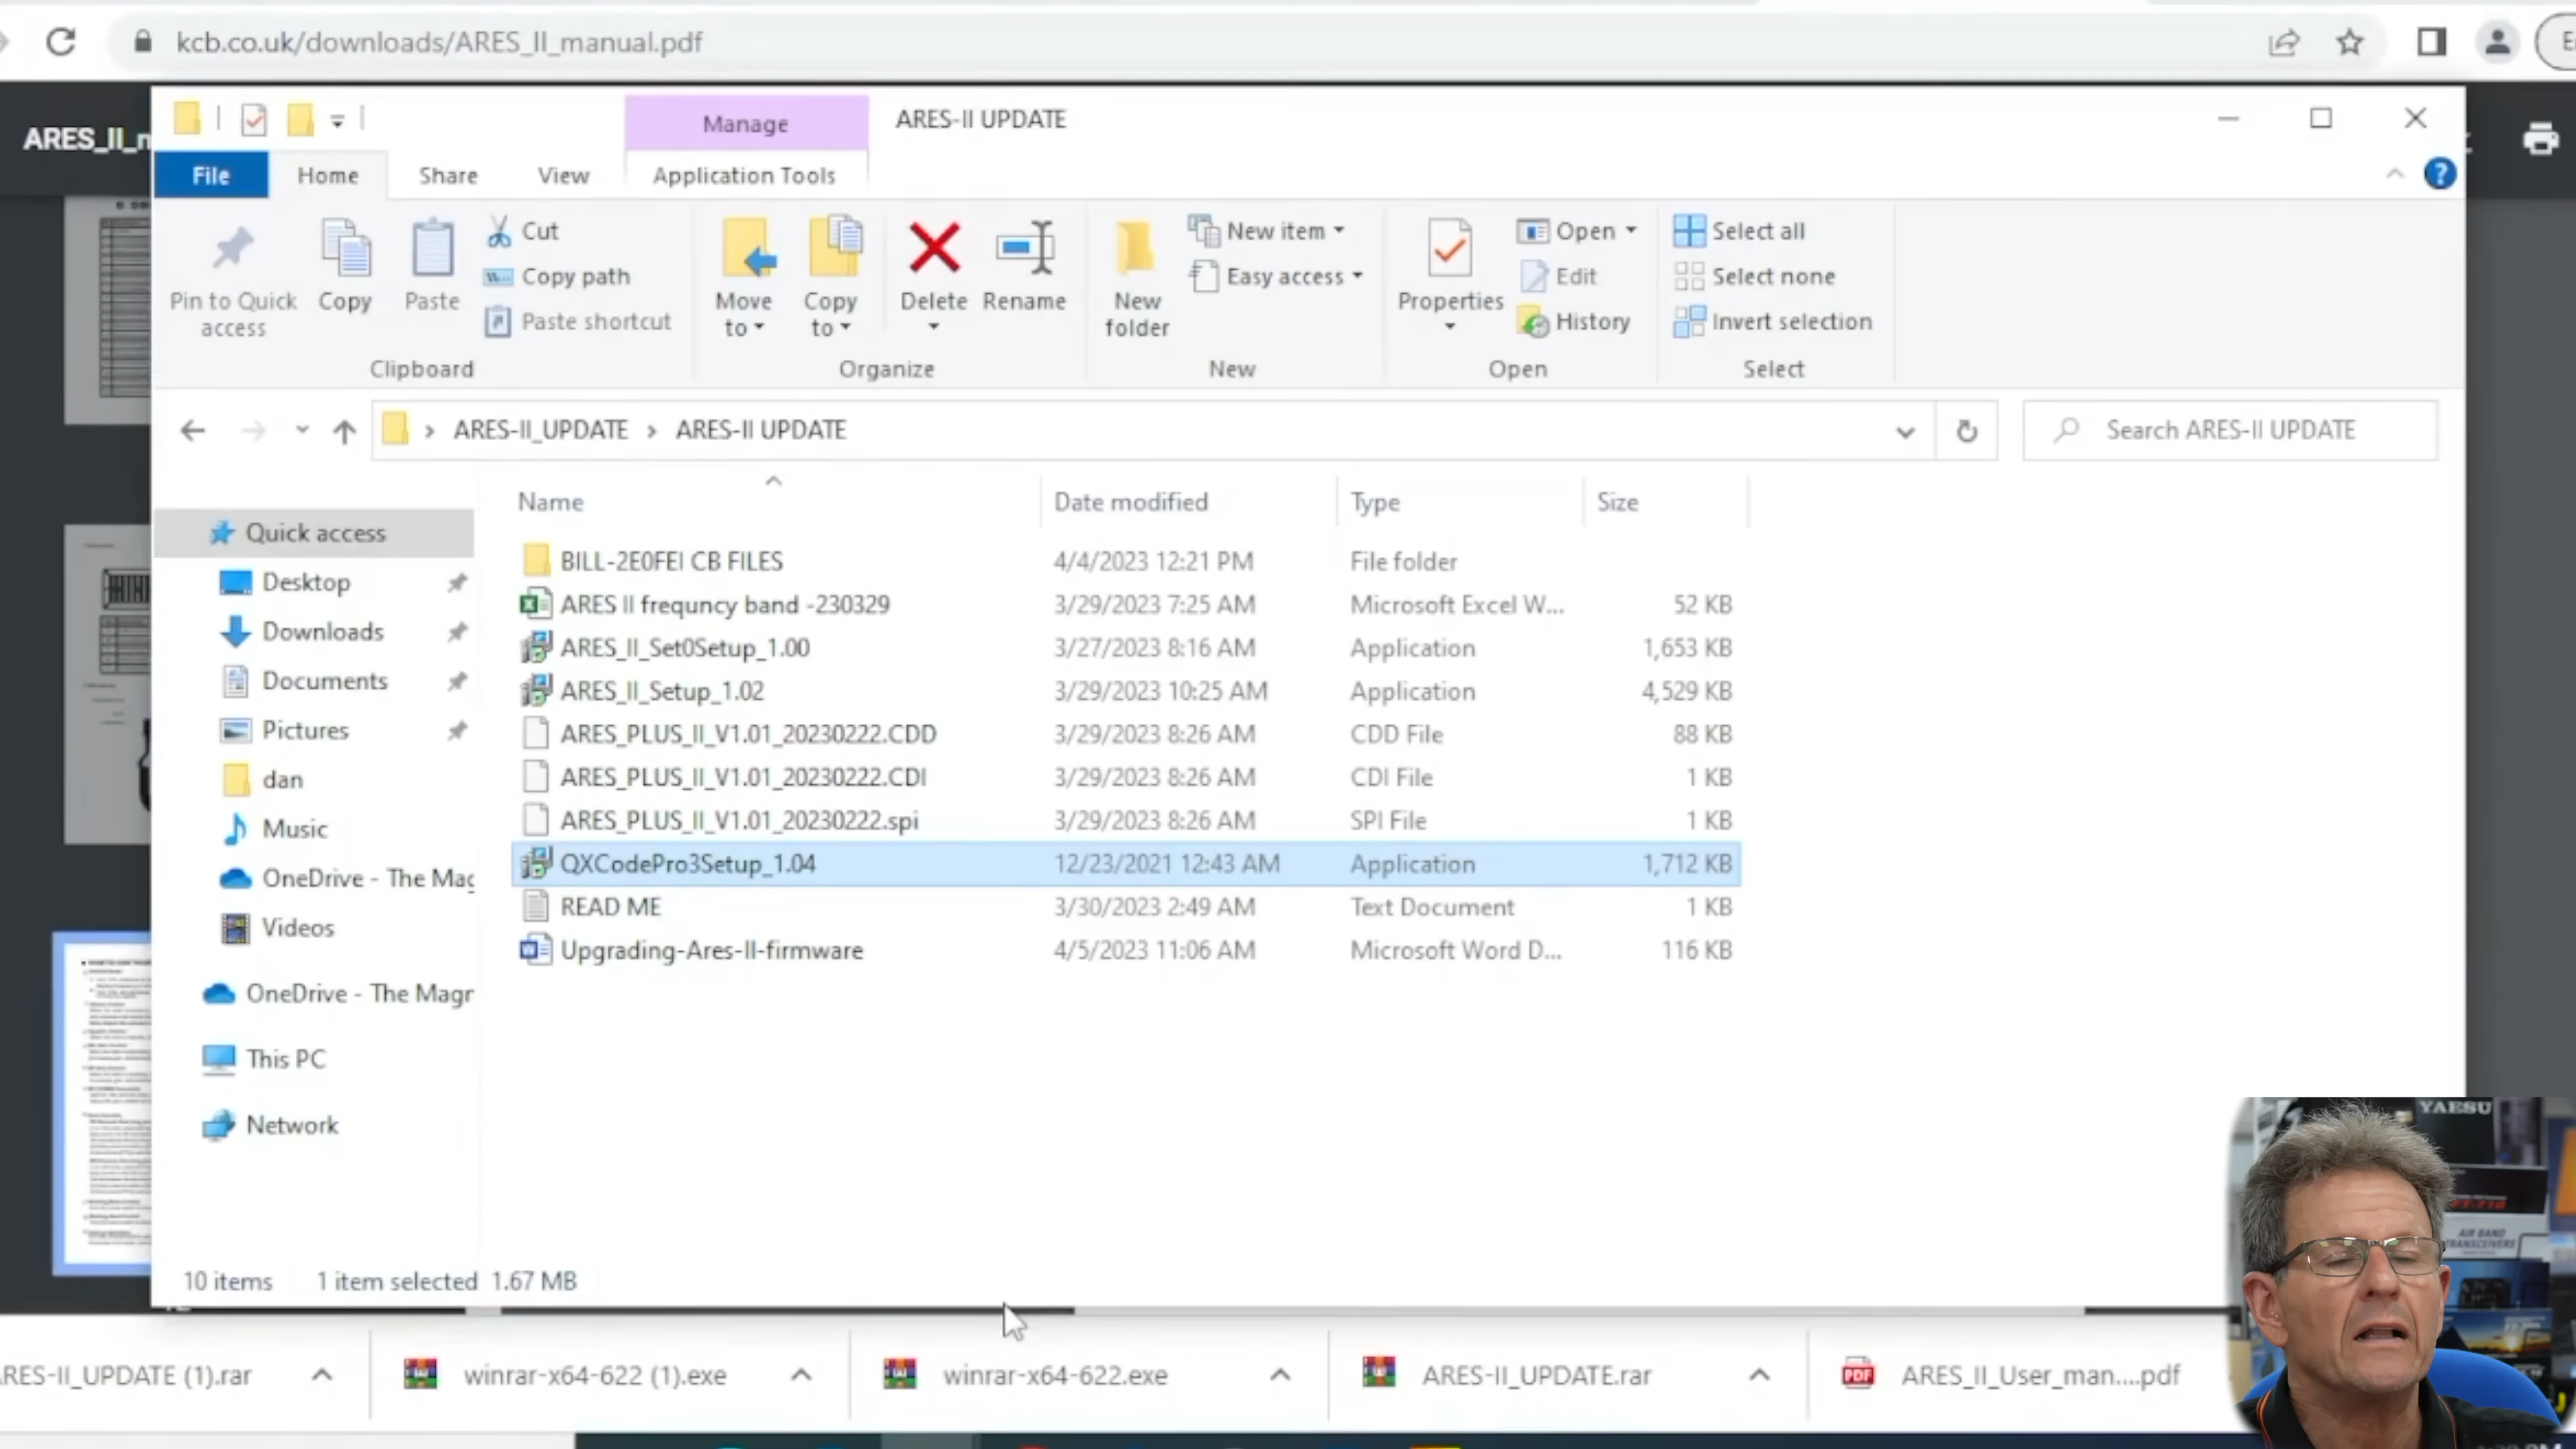 kcb.co.uk/downloads/ARES_II_manual.pdf
ARES_II_m
Manage
ARES-II UPDATE
File
Home
Share
View
Application Tools
Pin to Quick access
Copy
Paste
Cut
Copy path
Paste shortcut
Move to
Copy to
Delete
Rename
New folder
New item
Easy access
Properties
Open
Edit
History
Select all
Select none
Invert selection
Clipboard
Organize
New
Open
Select
ARES-II_UPDATE > ARES-II UPDATE
Search ARES-II UPDATE
Name Date modified Type Size
Quick access
Desktop
Downloads
Documents
Pictures
dan
Music
OneDrive - The Mag
Videos
OneDrive - The Magn
This PC
Network
BILL-2E0FEI CB FILES 4/4/2023 12:21 PM File folder
ARES II frequncy band -230329 3/29/2023 7:25 AM Microsoft Excel W... 52 KB
ARES_II_Set0Setup_1.00 3/27/2023 8:16 AM Application 1,653 KB
ARES_II_Setup_1.02 3/29/2023 10:25 AM Application 4,529 KB
ARES_PLUS_II_V1.01_20230222.CDD 3/29/2023 8:26 AM CDD File 88 KB
ARES_PLUS_II_V1.01_20230222.CDI 3/29/2023 8:26 AM CDI File 1 KB
ARES_PLUS_II_V1.01_20230222.spi 3/29/2023 8:26 AM SPI File 1 KB
QXCodePro3Setup_1.04 12/23/2021 12:43 AM Application 1,712 KB
READ ME 3/30/2023 2:49 AM Text Document 1 KB
Upgrading-Ares-II-firmware 4/5/2023 11:06 AM Microsoft Word D... 116 KB
10 items 1 item selected 1.67 MB
YAESU
FT-710
AIR BAND
TRANSCEIVERS
RES-II_UPDATE (1).rar
winrar-x64-622 (1).exe
winrar-x64-622.exe
ARES-II_UPDATE.rar
PDF
ARES_II_User_man....pdf